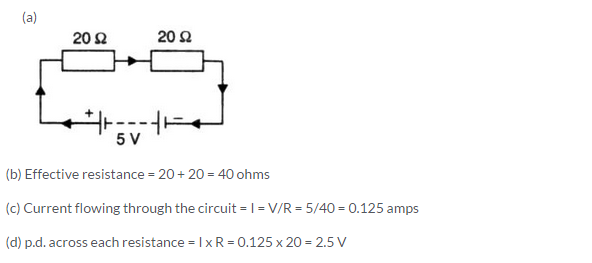 (a)
20 Ω 20 Ω
+ −
5 V
(b) Effective resistance = 20 + 20 = 40 ohms
(c) Current flowing through the circuit = I = V/R = 5/40 = 0.125 amps
(d) p.d. across each resistance = I x R = 0.125 x 20 = 2.5 V